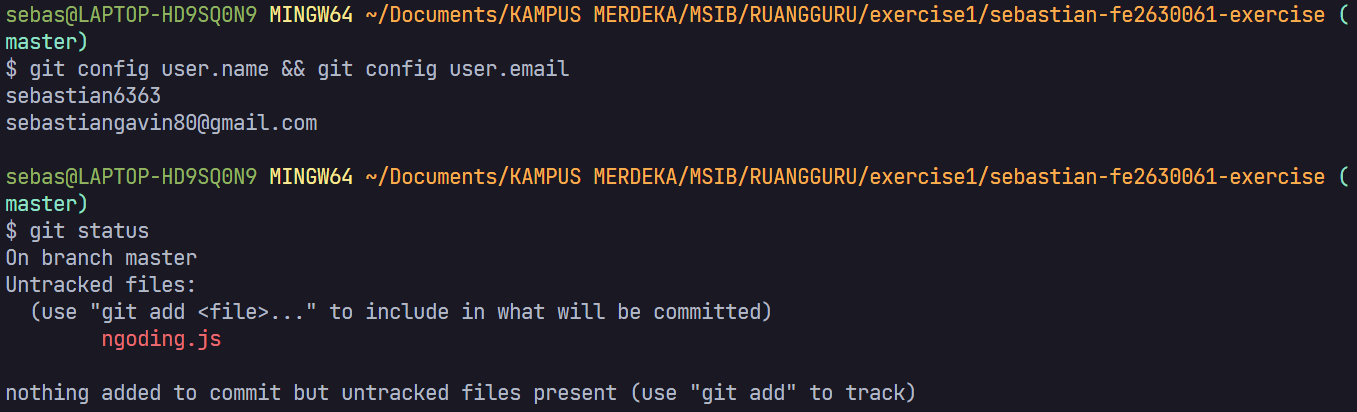 sebas@LAPTOP-HD9SQ0N9 MINGW64 ~/Documents/KAMPUS MERDEKA/MSIB/RUANGGURU/exercise1/sebastian-fe2630061-exercise (
master)
$ git config user.name && git config user.email
sebastian6363
sebastiangavin80@gmail.com

sebas@LAPTOP-HD9SQ0N9 MINGW64 ~/Documents/KAMPUS MERDEKA/MSIB/RUANGGURU/exercise1/sebastian-fe2630061-exercise (
master)
$ git status
On branch master
Untracked files:
  (use "git add <file>..." to include in what will be committed)
        ngoding.js

nothing added to commit but untracked files present (use "git add" to track)